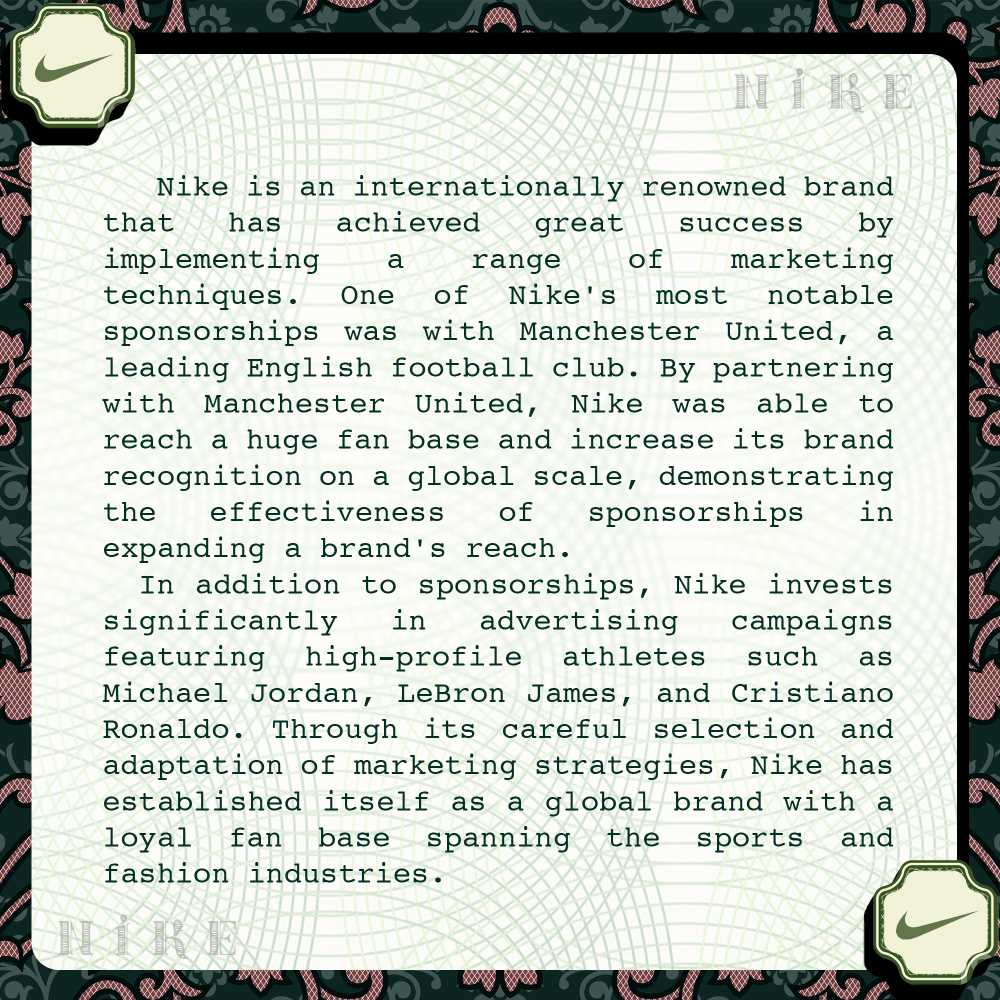 NiKE
Nike is an internationally renowned brand
that has achieved great success by
implementing a range of marketing
techniques. One of Nike's most notable
sponsorships was with Manchester United, a
leading English football club. By partnering
with Manchester United, Nike was able to
reach a huge fan base and increase its brand
recognition on a global scale, demonstrating
the effectiveness of sponsorships in
expanding a brand's reach.
In addition to sponsorships, Nike invests
significantly in advertising campaigns
featuring high-profile athletes such as
Michael Jordan, LeBron James, and Cristiano
Ronaldo. Through its careful selection and
adaptation of marketing strategies, Nike has
established itself as a global brand with a
loyal fan base spanning the sports and
fashion industries.
NiKE